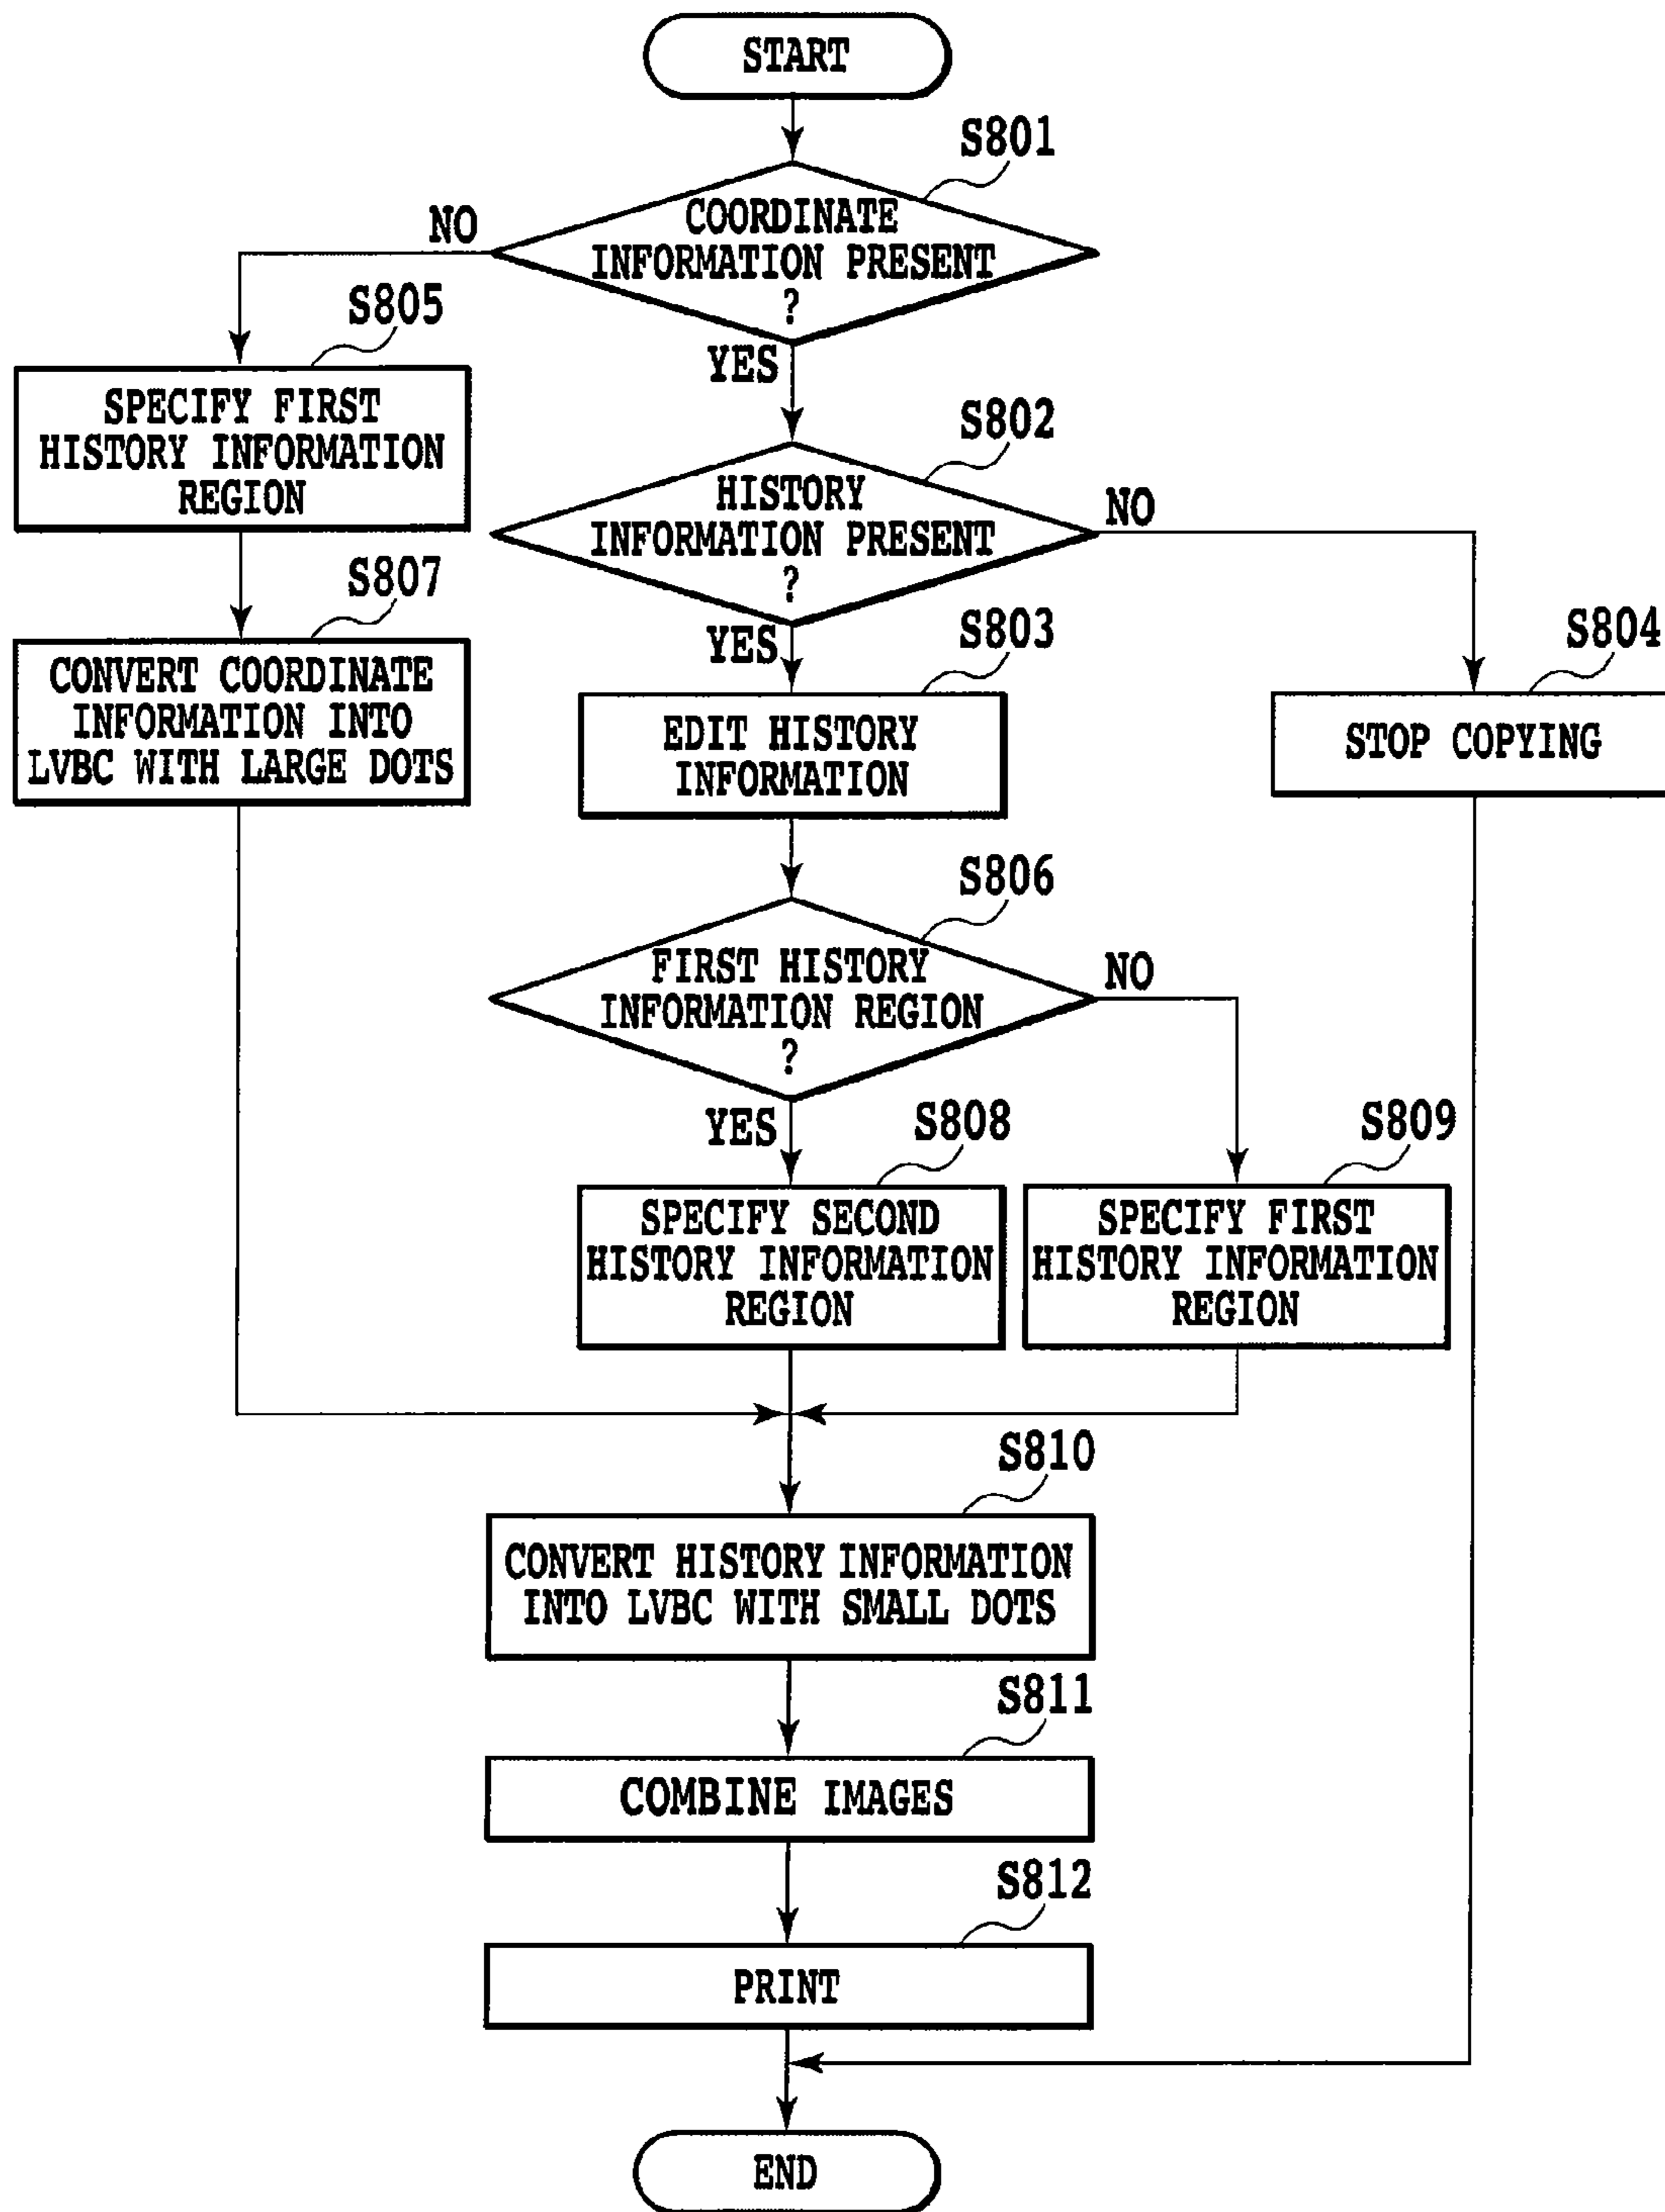 START
S801
COORDINATE
INFORMATION PRESENT
?
NO
YES
S805
SPECIFY FIRST
HISTORY INFORMATION
REGION
S802
HISTORY
INFORMATION PRESENT
?
NO
YES
S807
CONVERT COORDINATE
INFORMATION INTO
LVBC WITH LARGE DOTS
S803
EDIT HISTORY
INFORMATION
S804
STOP COPYING
S806
FIRST HISTORY
INFORMATION REGION
?
NO
YES
S808
SPECIFY SECOND
HISTORY INFORMATION
REGION
S809
SPECIFY FIRST
HISTORY INFORMATION
REGION
S810
CONVERT HISTORY INFORMATION
INTO LVBC WITH SMALL DOTS
S811
COMBINE IMAGES
S812
PRINT
END